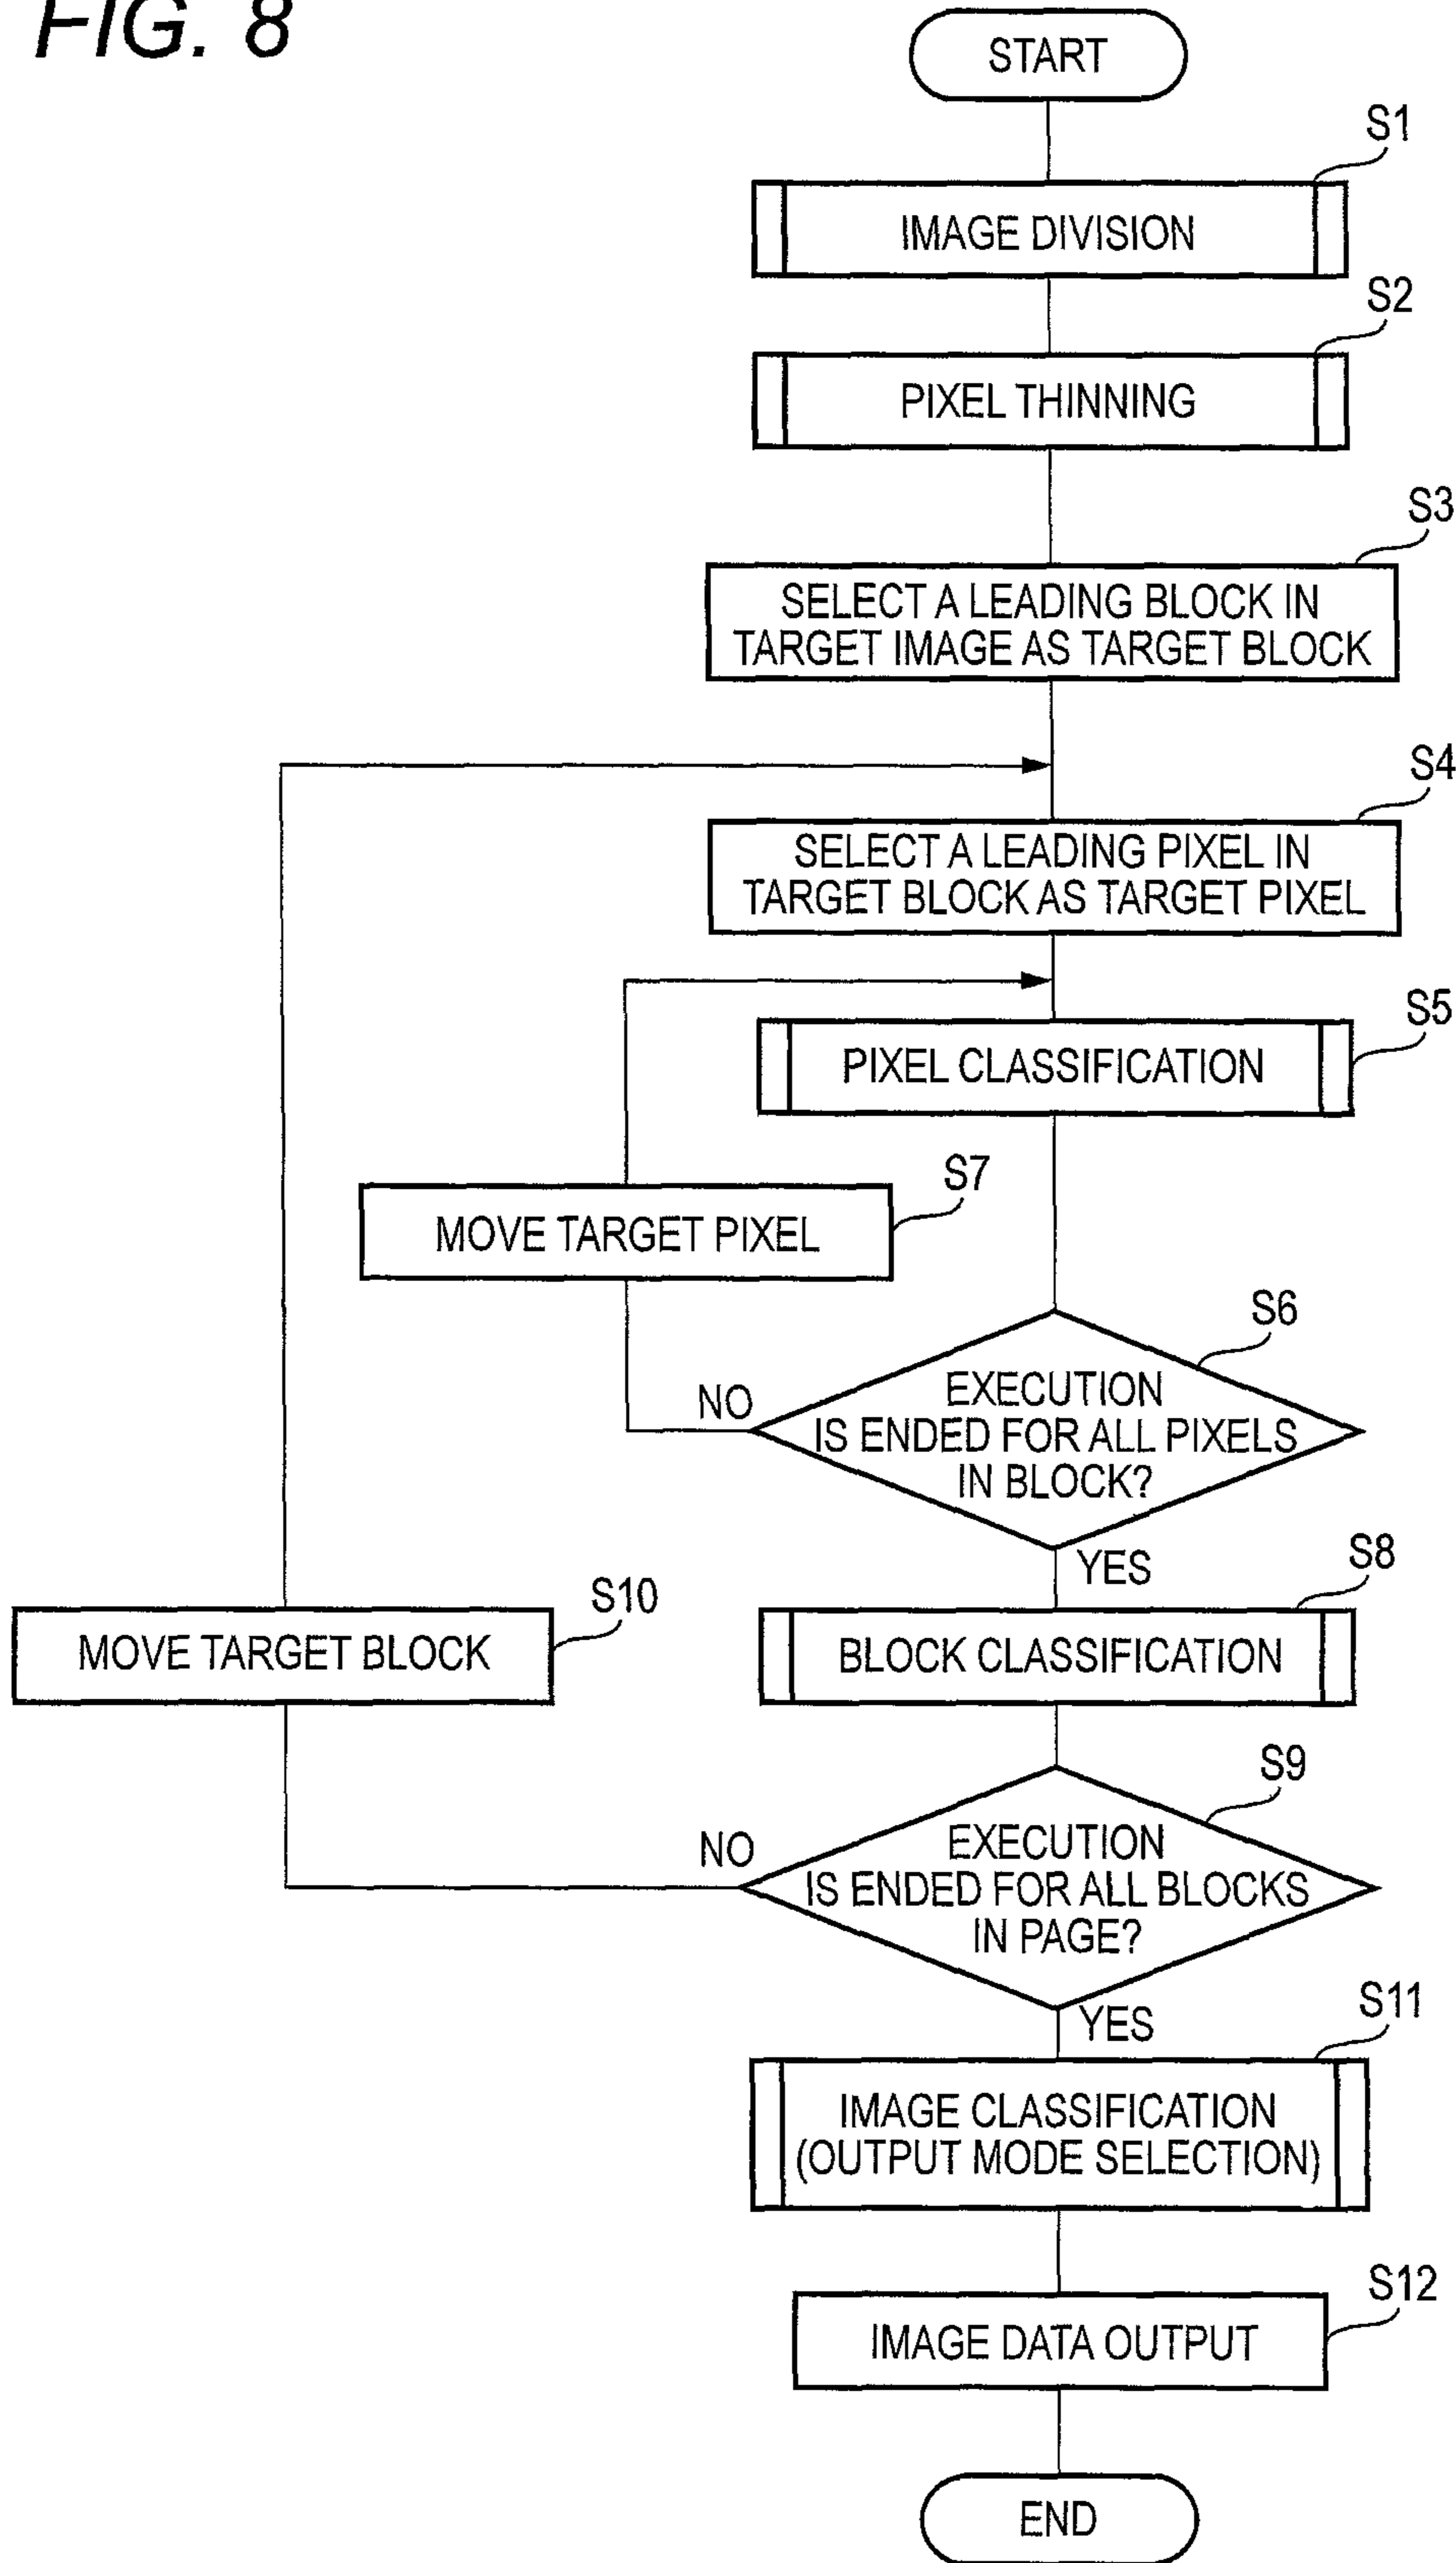 FIG. 8
START
S1
IMAGE DIVISION
S2
PIXEL THINNING
S3
SELECT A LEADING BLOCK IN
TARGET IMAGE AS TARGET BLOCK
S4
SELECT A LEADING PIXEL IN
TARGET BLOCK AS TARGET PIXEL
S5
PIXEL CLASSIFICATION
S7
MOVE TARGET PIXEL
S6
EXECUTION
IS ENDED FOR ALL PIXELS
IN BLOCK?
NO
YES
S8
BLOCK CLASSIFICATION
S10
MOVE TARGET BLOCK
S9
EXECUTION
IS ENDED FOR ALL BLOCKS
IN PAGE?
NO
YES
S11
IMAGE CLASSIFICATION
(OUTPUT MODE SELECTION)
S12
IMAGE DATA OUTPUT
END